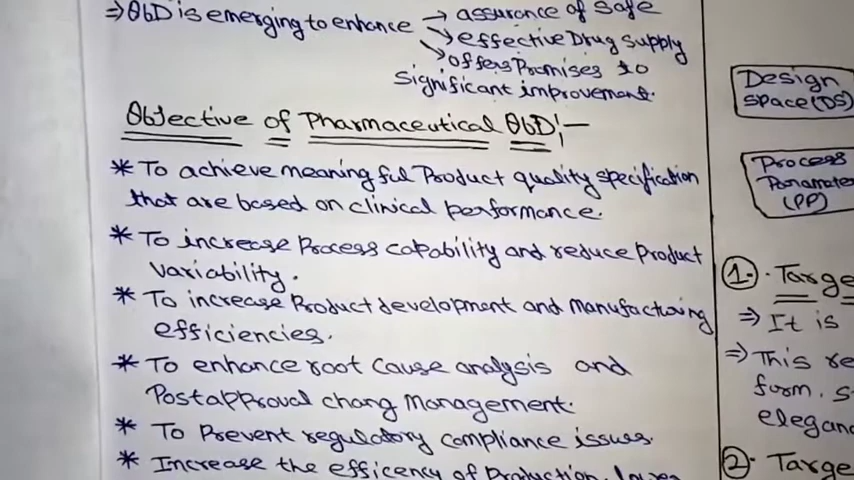 ⇒ QbD is emerging to enhance → assurance of safe
↘ effective Drug supply
↘ offers Promises to
significant improvement.
Objective of Pharmaceutical QbD:-
* To achieve meaningful Product quality specification
that are based on clinical performance.
* To increase Process capability and reduce Product
variability.
* To increase Product development and manufacturing
efficiencies.
* To enhance root cause analysis and
Postapproval chang Management.
* To Prevent regulatory compliance issues.
* Increase the efficency of Production, lower
Design
Space (DS)
Process
Parameter
(PP)
1. Targe
⇒ It is
⇒ This re
form. s
elegan
2. Targe